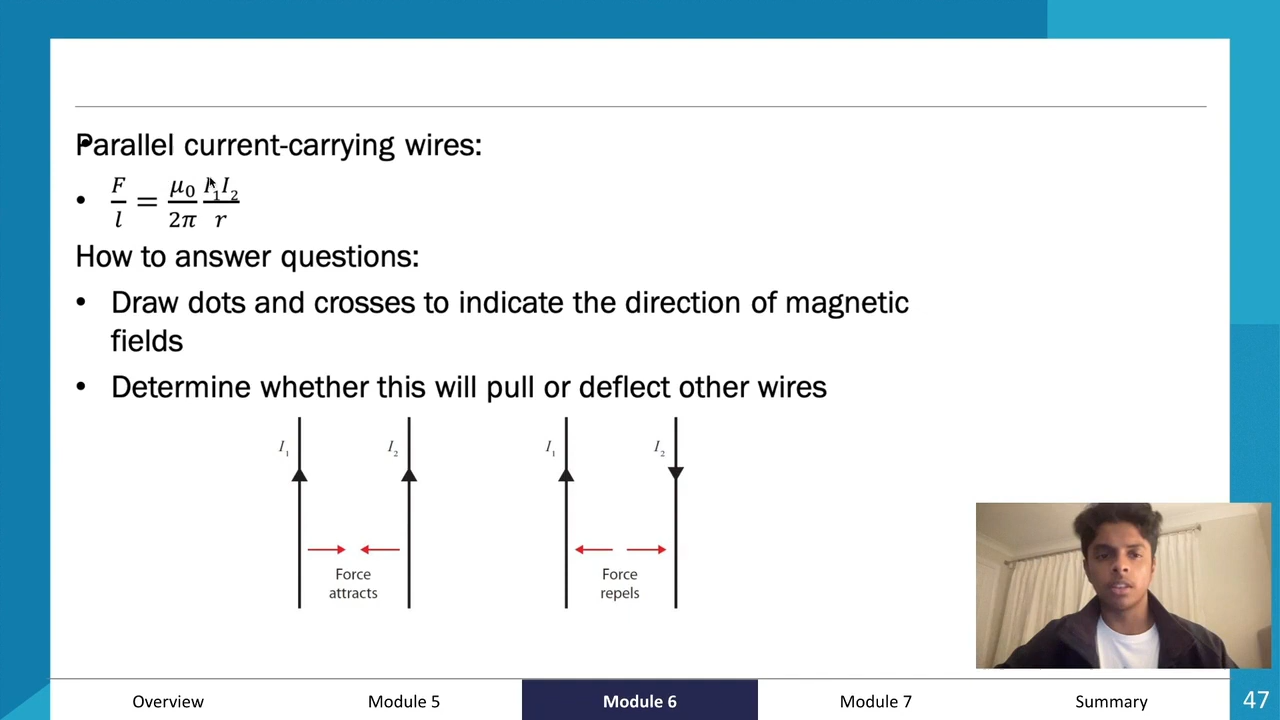 Parallel current-carrying wires:
• F/l = μ₀/2π I₁I₂/r
How to answer questions:
• Draw dots and crosses to indicate the direction of magnetic
fields
• Determine whether this will pull or deflect other wires
I₁ I₂ I₁ I₂
Force
attracts
Force
repels
Overview Module 5 Module 6 Module 7 Summary 47